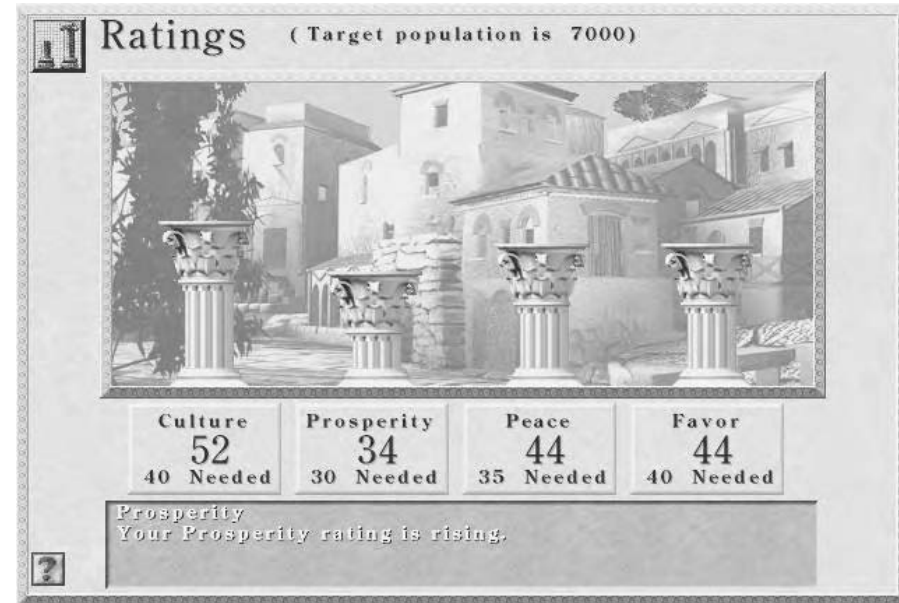 Ratings (Target population is 7000)
Culture
52
40 Needed
Prosperity
34
30 Needed
Peace
44
35 Needed
Favor
44
40 Needed
Prosperity
Your Prosperity rating is rising.
?